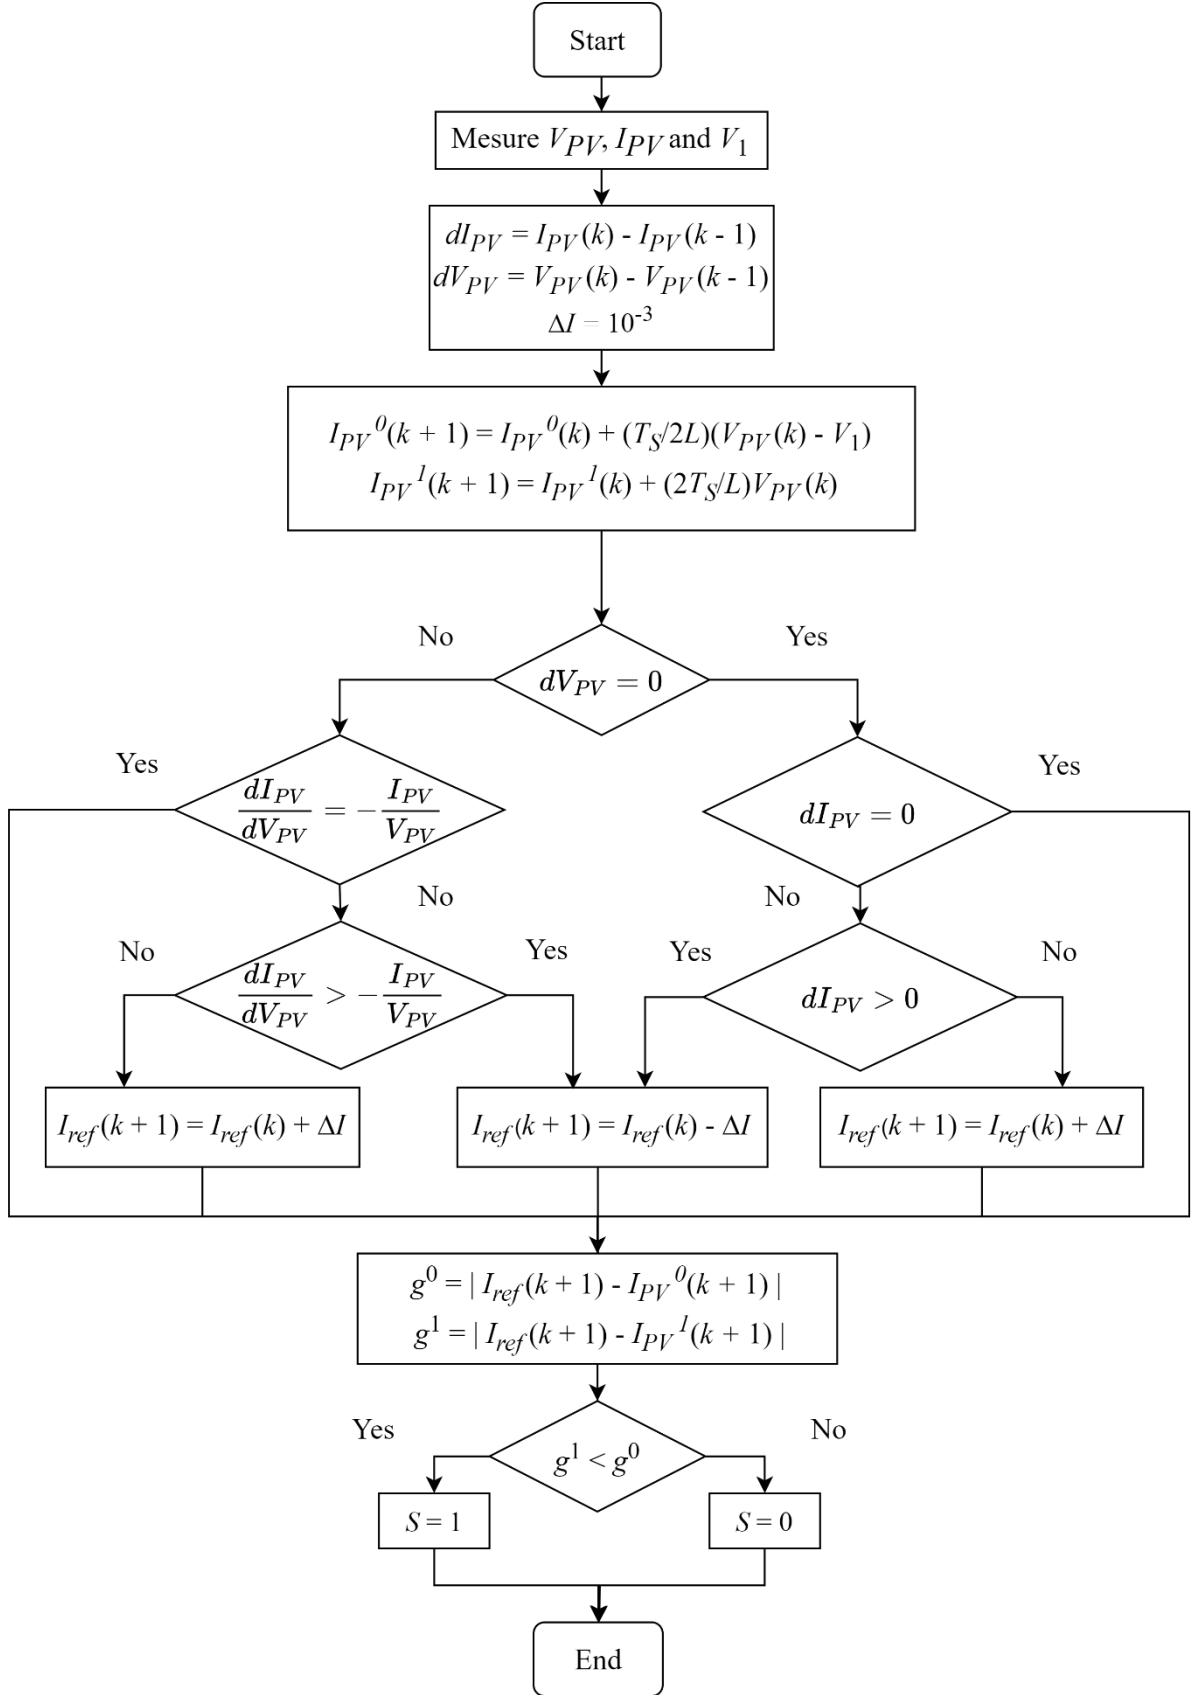 Start
Mesure V_PV, I_PV and V_1
dI_PV = I_PV(k) - I_PV(k - 1)
dV_PV = V_PV(k) - V_PV(k - 1)
ΔI = 10^-3
I_PV^0(k + 1) = I_PV^0(k) + (T_S/2L)(V_PV(k) - V_1)
I_PV^1(k + 1) = I_PV^1(k) + (2T_S/L)V_PV(k)
No
Yes
dV_PV = 0
Yes
Yes
dI_PV/dV_PV = -I_PV/V_PV
dI_PV = 0
No
No
No
Yes
Yes
No
dI_PV/dV_PV > -I_PV/V_PV
dI_PV > 0
I_ref(k + 1) = I_ref(k) + ΔI
I_ref(k + 1) = I_ref(k) - ΔI
I_ref(k + 1) = I_ref(k) + ΔI
g^0 = | I_ref(k + 1) - I_PV^0(k + 1) |
g^1 = | I_ref(k + 1) - I_PV^1(k + 1) |
Yes
No
g^1 < g^0
S = 1
S = 0
End